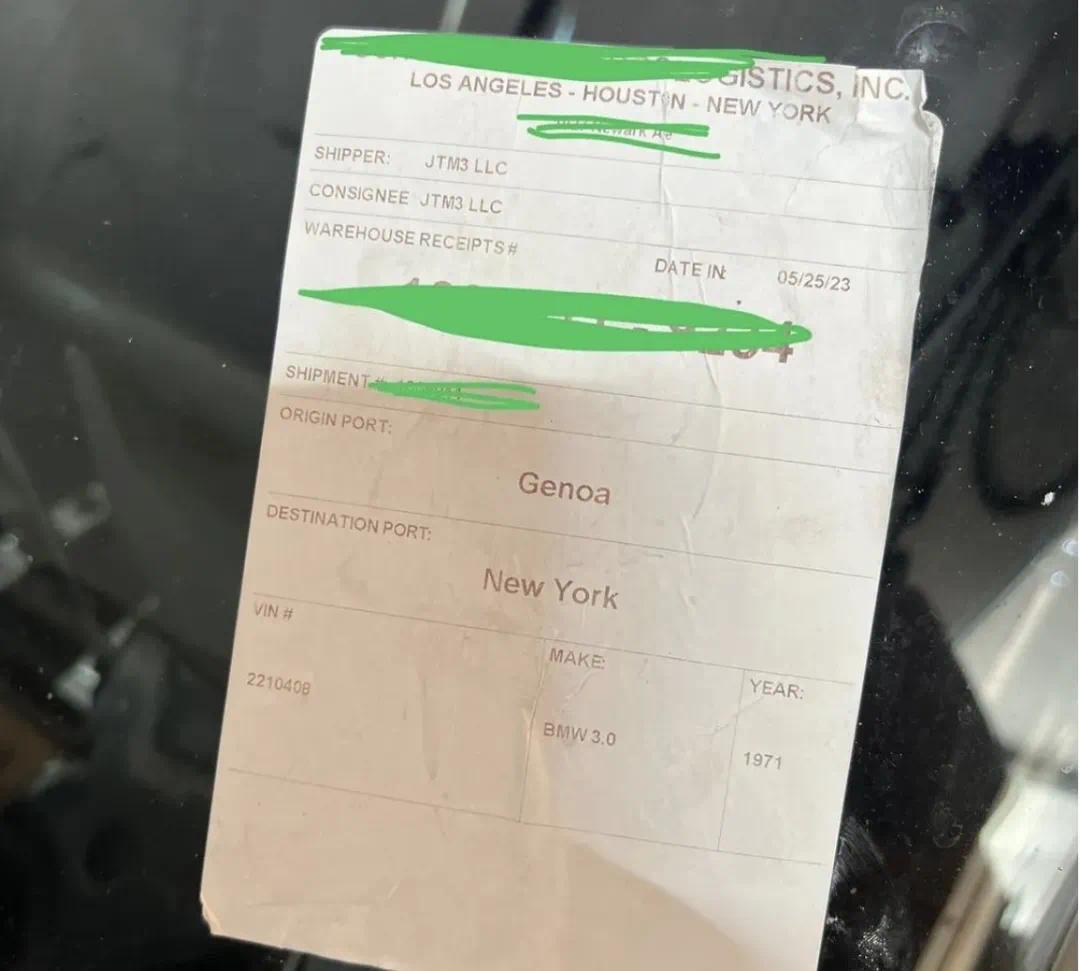 GISTICS, INC.
LOS ANGELES - HOUSTON - NEW YORK
SHIPPER: JTM3 LLC
CONSIGNEE JTM3 LLC
WAREHOUSE RECEIPTS #
DATE IN: 05/25/23
SHIPMENT
ORIGIN PORT:
Genoa
DESTINATION PORT:
New York
VIN #
MAKE:
YEAR:
2210408
BMW 3.0
1971